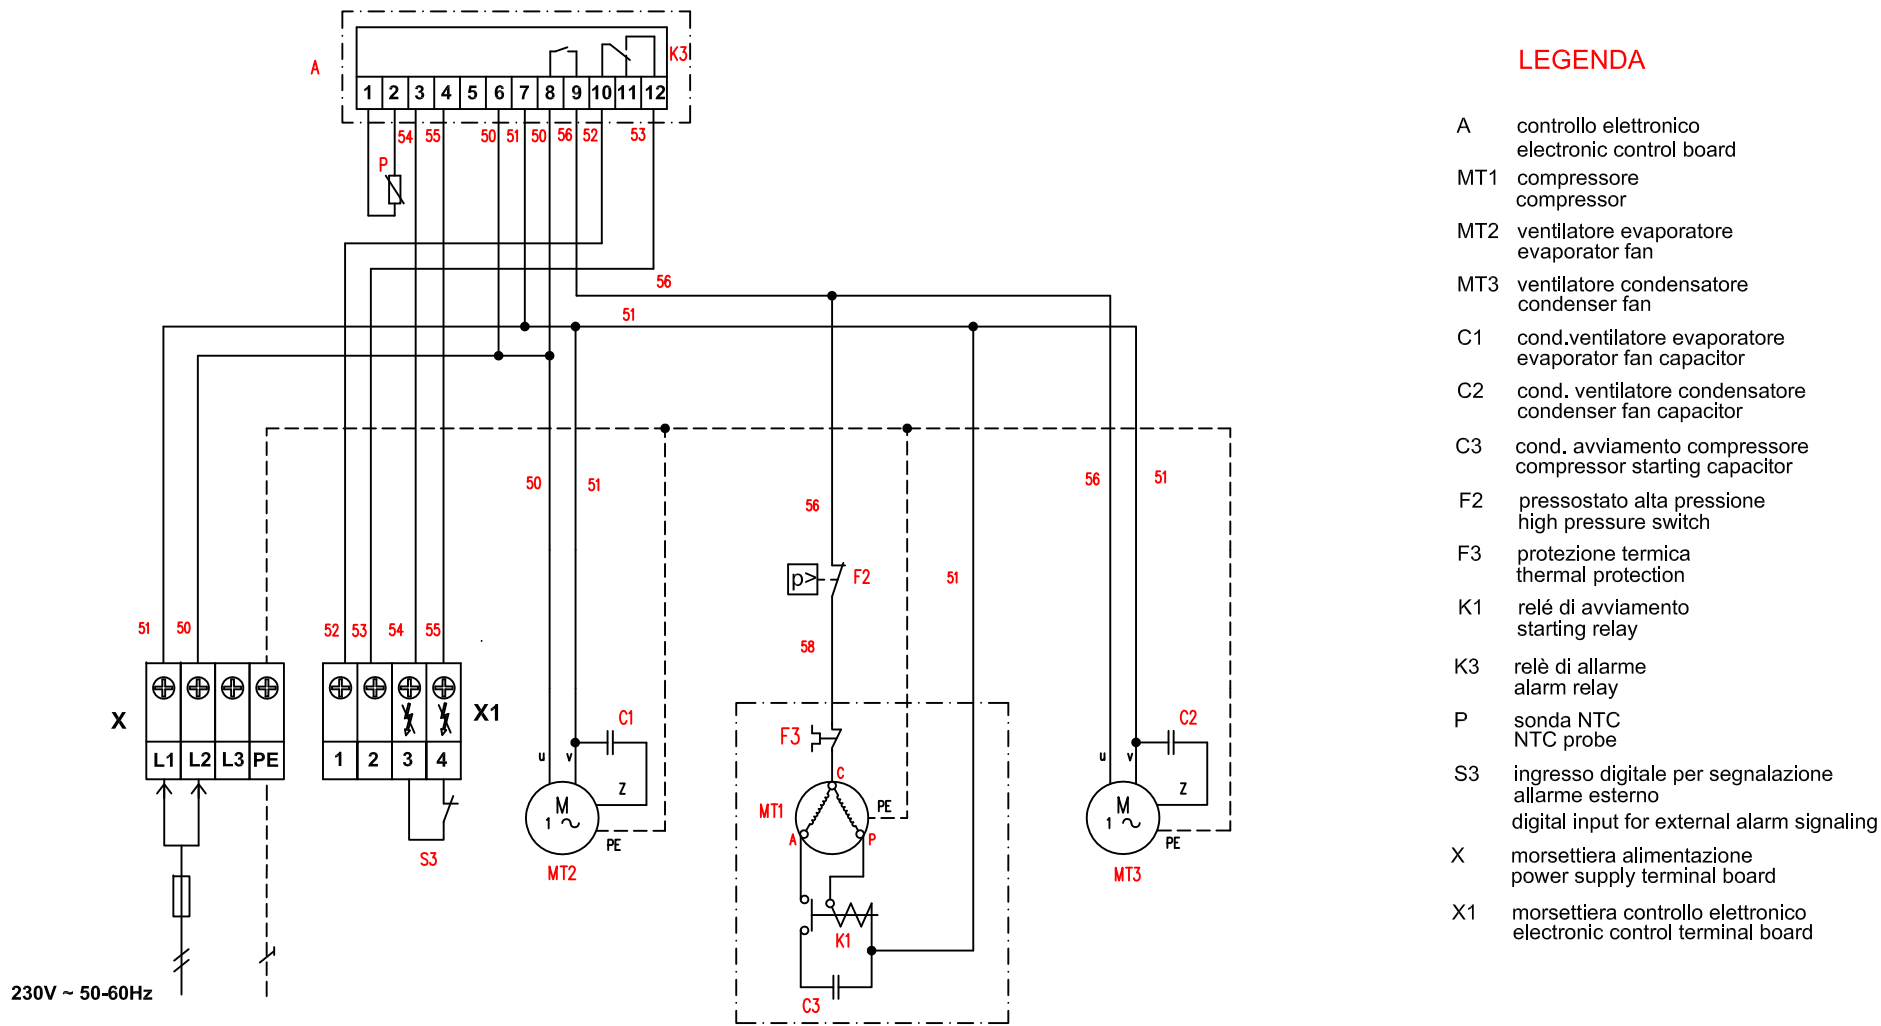 A
K3
1 2 3 4 5 6 7 8 9 10 11 12
54 55 50 51 50 56 52 53
P
56
51
50 51 56 56 51
p> F2 51
51 50 52 53 54 55
58
X
X1
L1 L2 L3 PE
1 2 3 4
S3
F3
C1
C2
u v Z
M
1 ~
PE
MT2
C
MT1
PE
A P
K1
C3
u v Z
M
1 ~
PE
MT3
230V ~ 50-60Hz
LEGENDA
A controllo elettronico
electronic control board
MT1 compressore
compressor
MT2 ventilatore evaporatore
evaporator fan
MT3 ventilatore condensatore
condenser fan
C1 cond.ventilatore evaporatore
evaporator fan capacitor
C2 cond. ventilatore condensatore
condenser fan capacitor
C3 cond. avviamento compressore
compressor starting capacitor
F2 pressostato alta pressione
high pressure switch
F3 protezione termica
thermal protection
K1 relé di avviamento
starting relay
K3 relè di allarme
alarm relay
P sonda NTC
NTC probe
S3 ingresso digitale per segnalazione
allarme esterno
digital input for external alarm signaling
X morsettiera alimentazione
power supply terminal board
X1 morsettiera controllo elettronico
electronic control terminal board